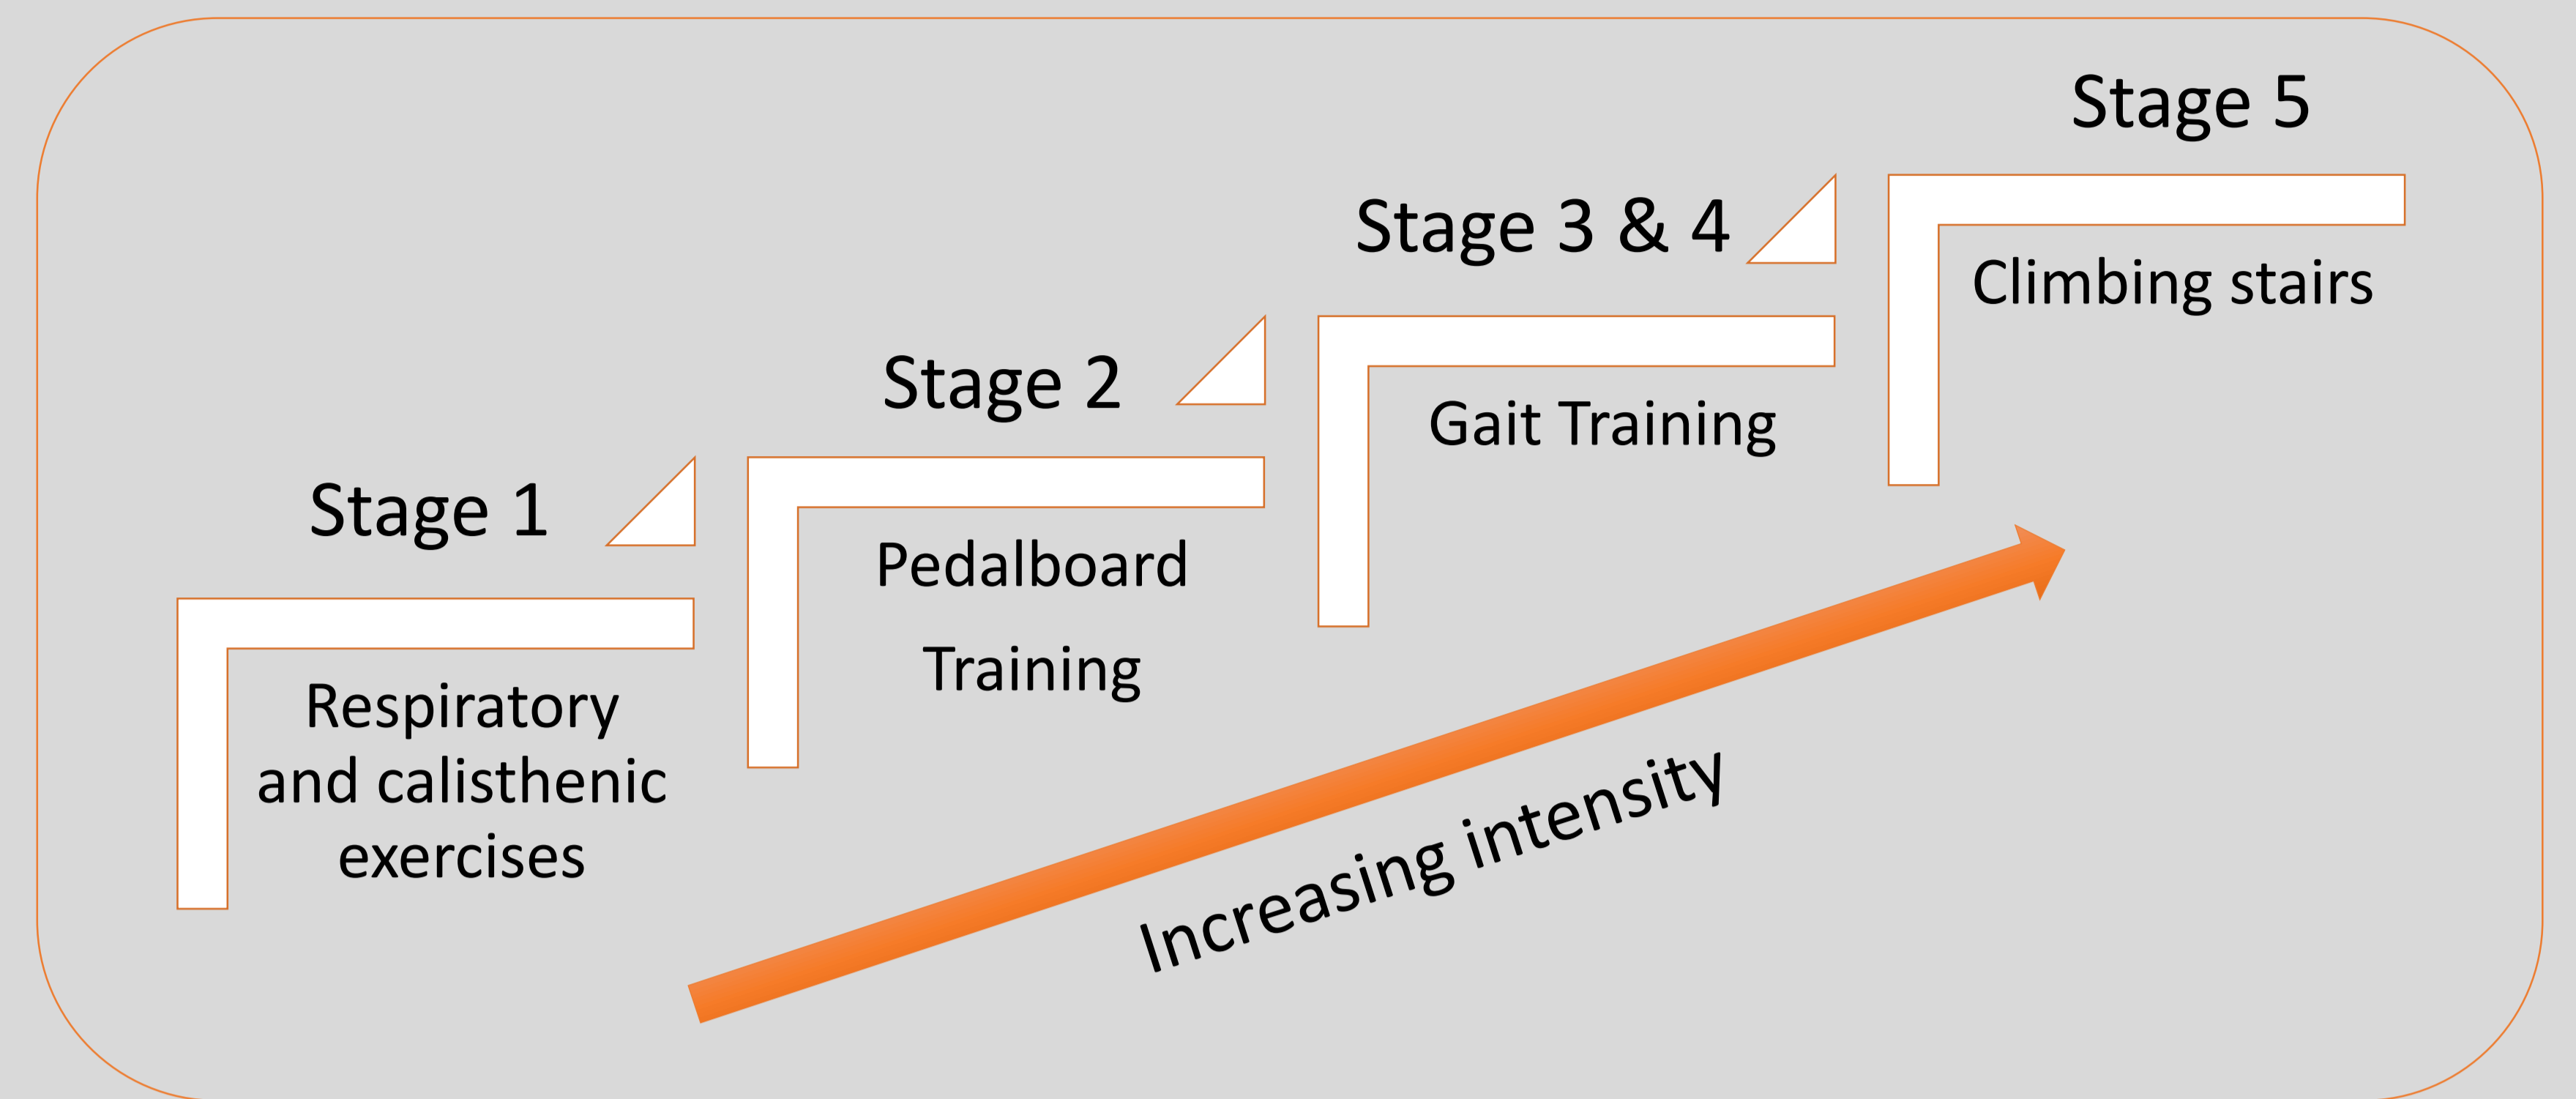 Stage 1
Respiratory
and calisthenic
exercises
Stage 2
Pedalboard
Training
Stage 3 & 4
Gait Training
Stage 5
Climbing stairs
Increasing intensity